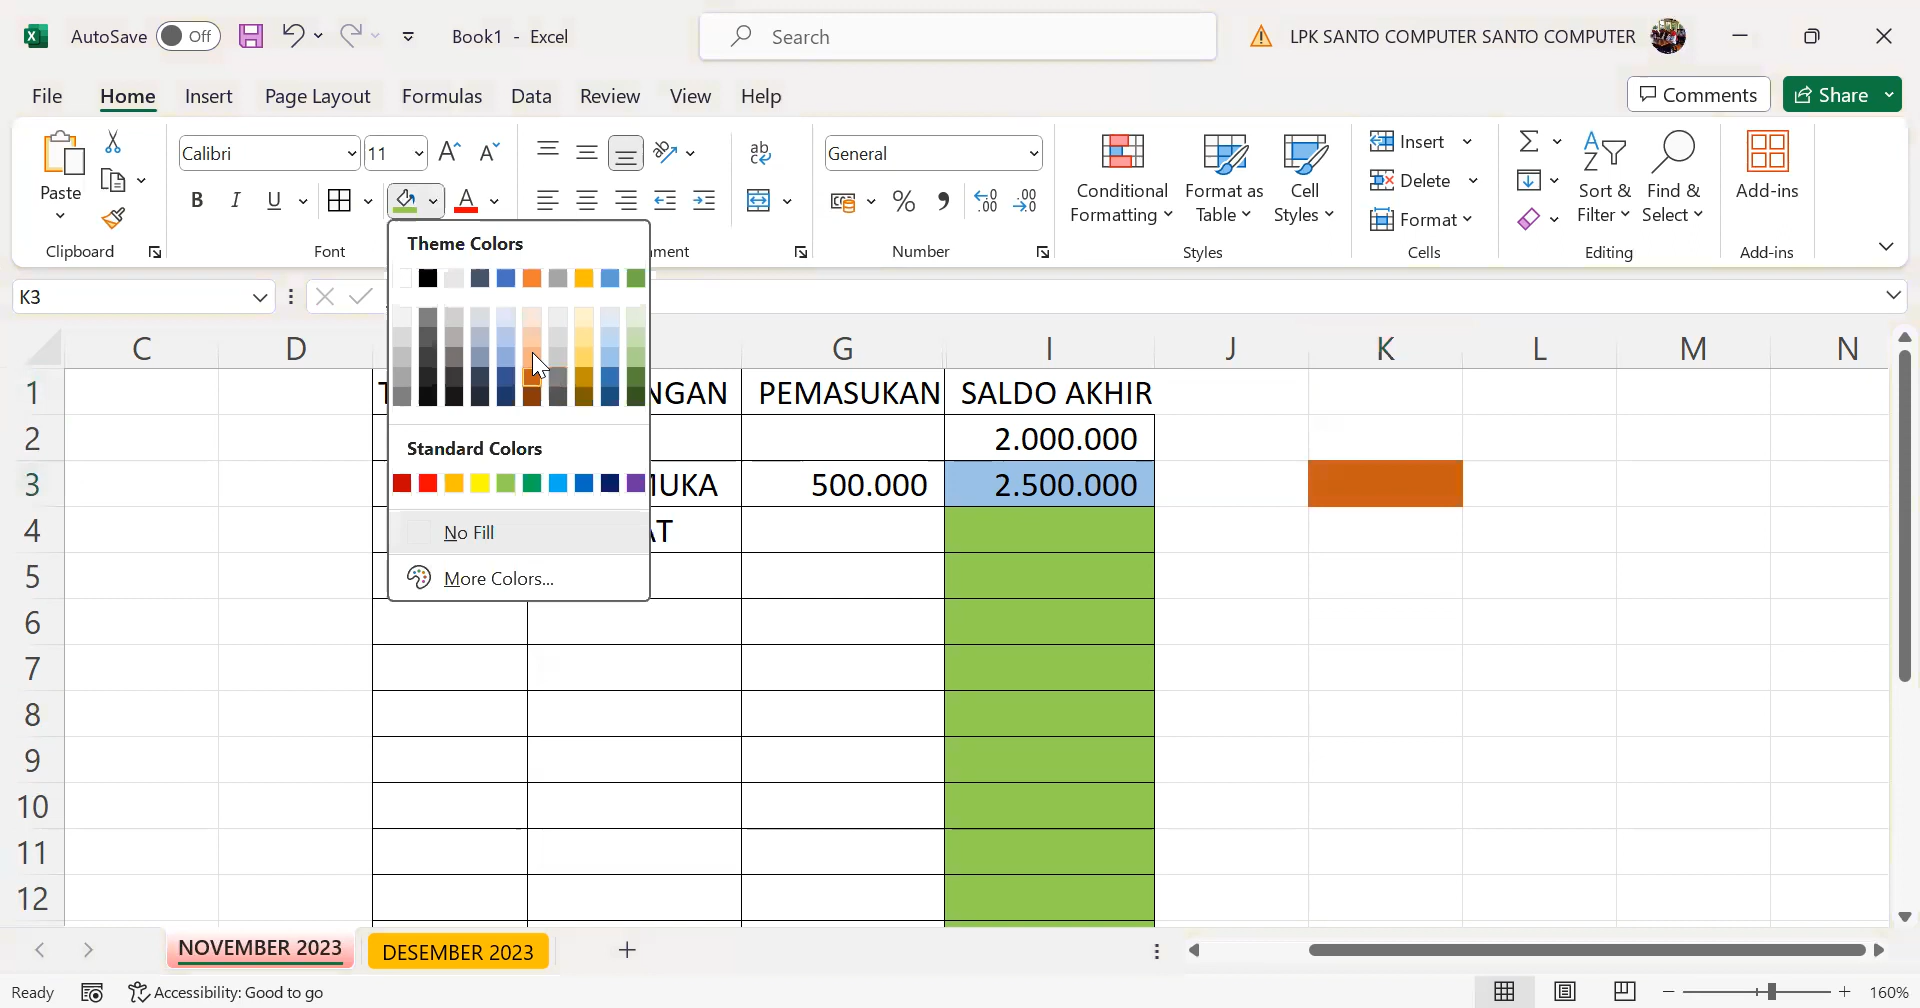 AutoSave Off Book1 - Excel Search LPK SANTO COMPUTER SANTO COMPUTER
File Home Insert Page Layout Formulas Data Review View Help Comments Share
Paste
Clipboard
Calibri 11
B I U A
Font
ab
ment
General
% ,
Number
Conditional Formatting
Format as Table
Cell Styles
Styles
Insert
Delete
Format
Cells
Sort & Filter
Find & Select
Editing
Add-ins
Add-ins
K3
Theme Colors
Standard Colors
No Fill
More Colors...
C D G I J K L M N
1 T NGAN PEMASUKAN SALDO AKHIR
2 2.000.000
3 MUKA 500.000 2.500.000
4 AT
5
6
7
8
9
10
11
12
NOVEMBER 2023 DESEMBER 2023
Ready Accessibility: Good to go 160%